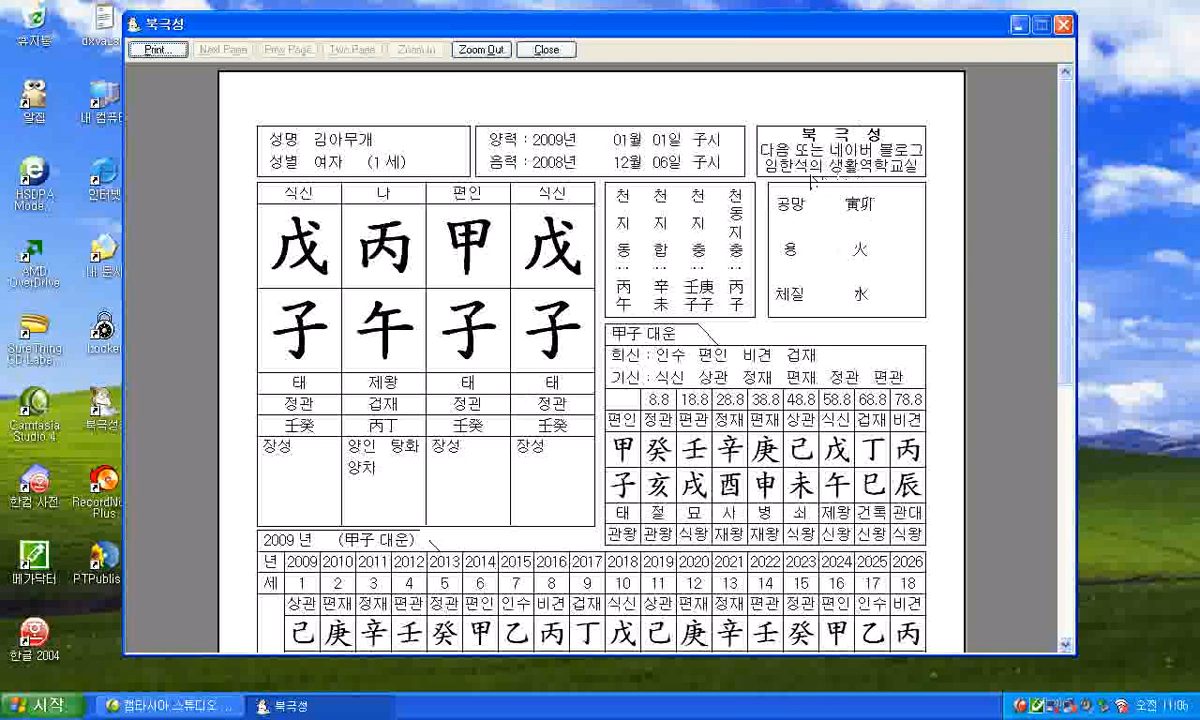 휴지통
알집
내 컴퓨터
HSDPA
Mode...
인터넷
AMD
OverDrive
내 문서
SureThing
CD Labe...
iLocker
Camtasia
Studio 4
북극성
한컴 사전
RecordNo
Plus
메가닥터
PTPublis
한글 2004
북극성
Print... Next Page Prev Page Two Page Zoom In Zoom Out Close
성명 김아무개
성별 여자 (1 세)
양력 : 2009년 01월 01일 子시
음력 : 2008년 12월 06일 子시
북 극 성
다음 또는 네이버 블로그
임한석의 생활역학교실
식신 나 편인 식신
戊 丙 甲 戊
子 午 子 子
태 제왕 태 태
정관 겁재 정관 정관
壬癸 丙丁 壬癸 壬癸
장성 양인 탕화 장성 장성
양차
천 천 천 천
동
지 지 지 지
동 합 충 충
... ... ... ...
丙 辛 壬庚 丙
午 未 子子 子
공망 寅卯
용 火
체질 水
甲子 대운
희신 : 인수 편인 비견 겁재
기신 : 식신 상관 정재 편재 정관 편관
8.8 18.8 28.8 38.8 48.8 58.8 68.8 78.8
편인 정관 편관 정재 편재 상관 식신 겁재 비견
甲 癸 壬 辛 庚 己 戊 丁 丙
子 亥 戌 酉 申 未 午 巳 辰
태 절 묘 사 병 쇠 제왕 건록 관대
관왕 관왕 식왕 재왕 재왕 식왕 신왕 신왕 식왕
2009 년 (甲子 대운)
년 2009 2010 2011 2012 2013 2014 2015 2016 2017 2018 2019 2020 2021 2022 2023 2024 2025 2026
세 1 2 3 4 5 6 7 8 9 10 11 12 13 14 15 16 17 18
상관 편재 정재 편관 정관 편인 인수 비견 겁재 식신 상관 편재 정재 편관 정관 편인 인수 비견
己 庚 辛 壬 癸 甲 乙 丙 丁 戊 己 庚 辛 壬 癸 甲 乙 丙
시작 캠타시아 스튜디오 ... 북극성 오전 11:06